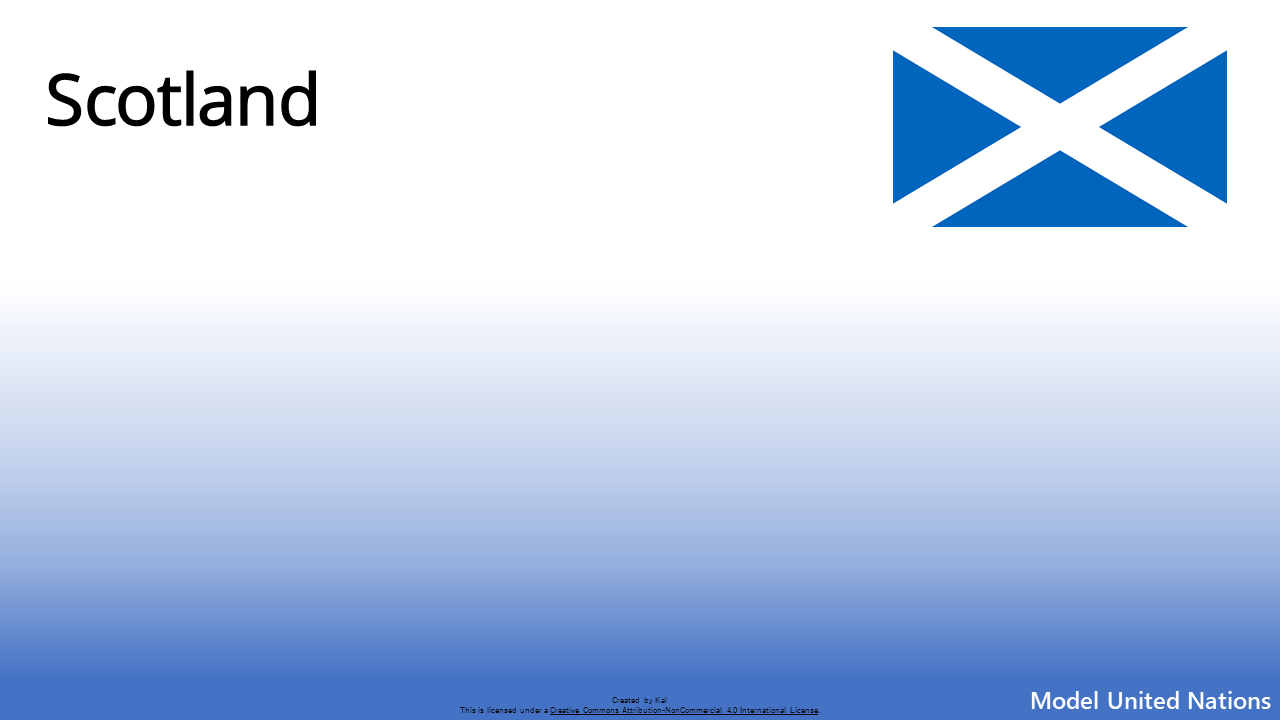 Scotland
Created by Kai
This is licensed under a Creative Commons Attribution-NonCommercial 4.0 International License.
Model United Nations